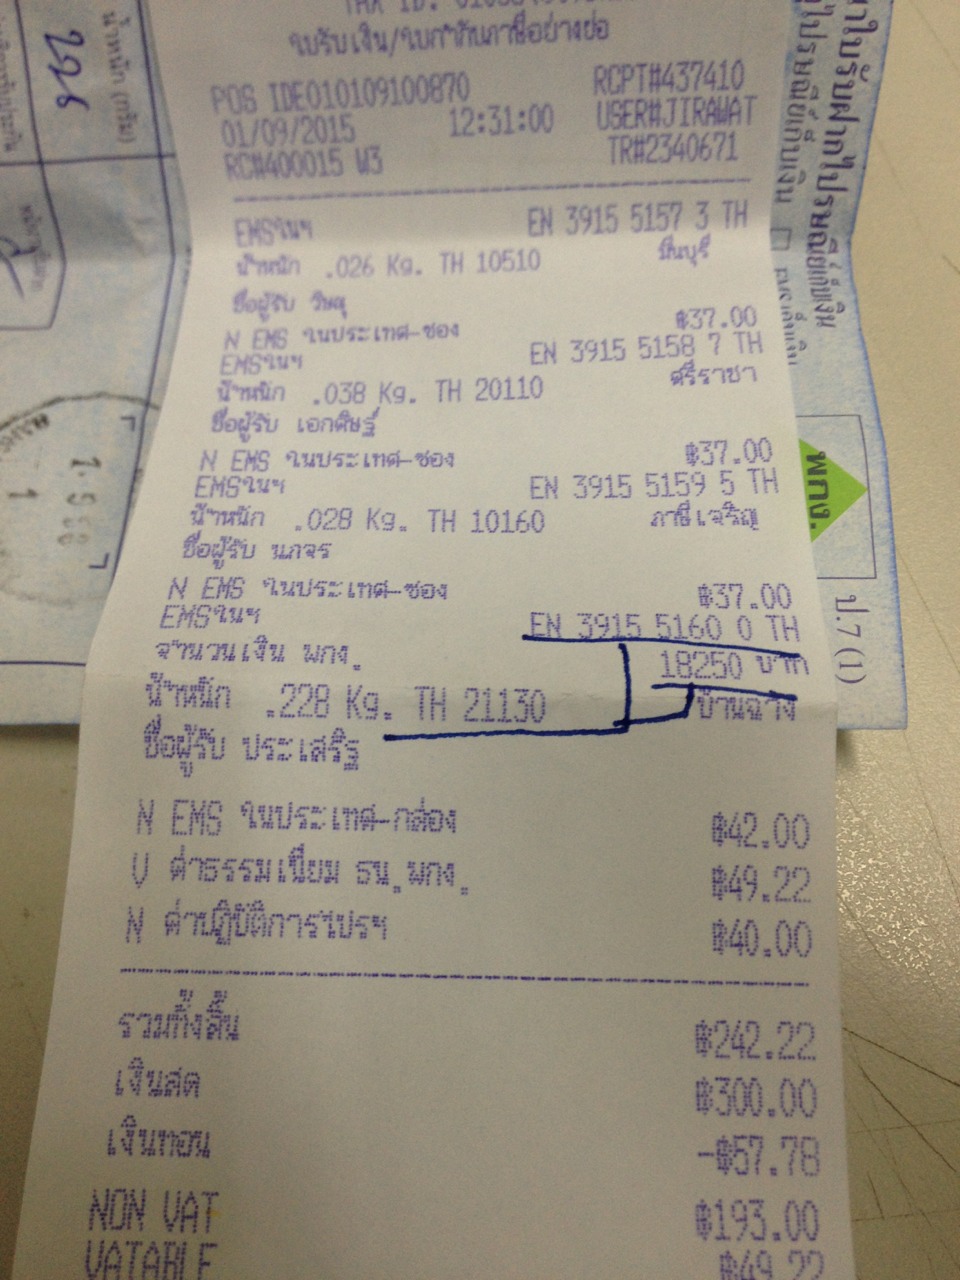 ใบรับเงิน/ใบกำกับภาษีอย่างย่อ
POS IDE010109100870 RCPT#437410
01/09/2015 12:31:00 USER#JIRAWAT
RC#400015 W3 TR#2340671
EMSในฯ EN 3915 5157 3 TH
น้ำหนัก .026 Kg. TH 10510 มีนบุรี
ชื่อผู้รับ วิษณุ
N EMS ในประเทศ-ซอง ฿37.00
EMSในฯ EN 3915 5158 7 TH
น้ำหนัก .038 Kg. TH 20110 ศรีราชา
ชื่อผู้รับ เอกดิษฐ์
N EMS ในประเทศ-ซอง ฿37.00
EMSในฯ EN 3915 5159 5 TH
น้ำหนัก .028 Kg. TH 10160 ภาษีเจริญ
ชื่อผู้รับ นภจร
N EMS ในประเทศ-ซอง ฿37.00
EMSในฯ EN 3915 5160 0 TH
จำนวนเงิน พกง. 18250 บาท
น้ำหนัก .228 Kg. TH 21130 บ้านฉาง
ชื่อผู้รับ ประเสริฐ
N EMS ในประเทศ-กล่อง ฿42.00
V ค่าธรรมเนียม ธน.พกง. ฿49.22
N ค่าปฏิบัติการไปรฯ ฿40.00
รวมทั้งสิ้น ฿242.22
เงินสด ฿300.00
เงินทอน -฿57.78
NON VAT ฿193.00
VATABLE ฿49.22
น้ำหนัก (กรัม)
พกง.
ป.7 (1)